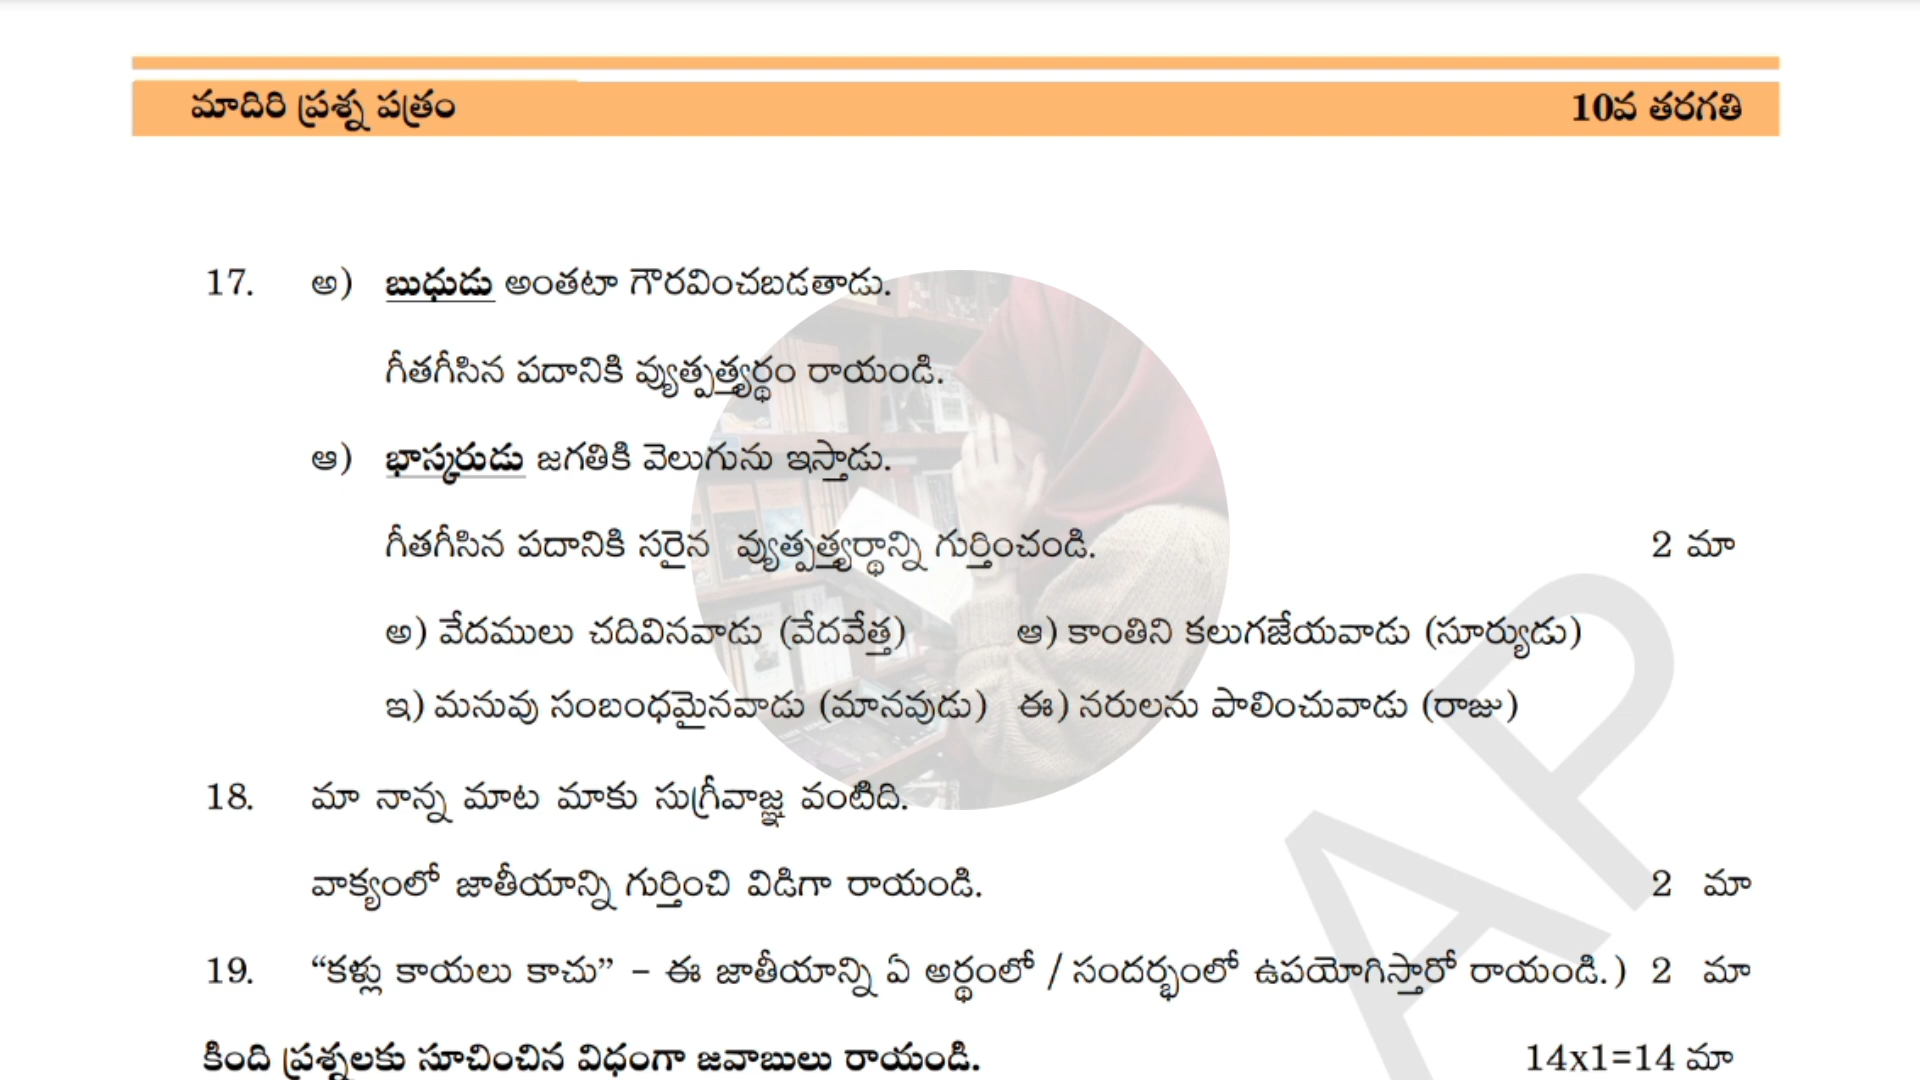 మాదిరి ప్రశ్న పత్రం 10వ తరగతి
17. అ) బుధుడు అంతటా గౌరవించబడతాడు.
గీతగీసిన పదానికి వ్యుత్పత్త్యర్థం రాయండి.
ఆ) భాస్కరుడు జగతికి వెలుగును ఇస్తాడు.
గీతగీసిన పదానికి సరైన వ్యుత్పత్త్యర్థాన్ని గుర్తించండి. 2 మా
అ) వేదములు చదివినవాడు (వేదవేత్త) ఆ) కాంతిని కలుగజేయవాడు (సూర్యుడు)
ఇ) మనువు సంబంధమైనవాడు (మానవుడు) ఈ) నరులను పాలించువాడు (రాజు)
18. మా నాన్న మాట మాకు సుగ్రీవాజ్ఞ వంటిది.
వాక్యంలో జాతీయాన్ని గుర్తించి విడిగా రాయండి. 2 మా
19. “కళ్లు కాయలు కాచు” – ఈ జాతీయాన్ని ఏ అర్థంలో / సందర్భంలో ఉపయోగిస్తారో రాయండి.) 2 మా
కింది ప్రశ్నలకు సూచించిన విధంగా జవాబులు రాయండి. 14x1=14 మా
AP